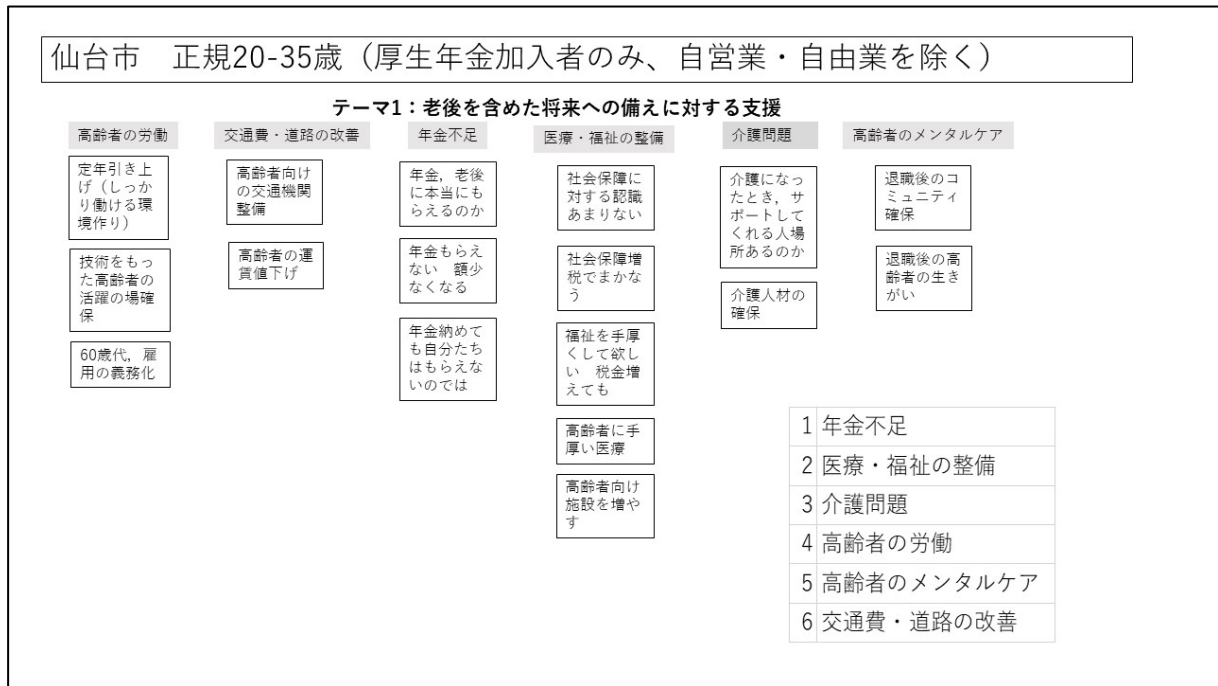 仙台市　正規20-35歳（厚生年金加入者のみ、自営業・自由業を除く）
テーマ1：老後を含めた将来への備えに対する支援
高齢者の労働
定年引き上
げ（しっか
り働ける環
境作り）
技術をもっ
た高齢者の
活躍の場確
保
60歳代，雇
用の義務化
交通費・道路の改善
高齢者向け
の交通機関
整備
高齢者の運
賃値下げ
年金不足
年金，老後
に本当にも
らえるのか
年金もらえ
ない　額少
なくなる
年金納めて
も自分たち
はもらえな
いのでは
医療・福祉の整備
社会保障に
対する認識
あまりない
社会保障増
税でまかな
う
福祉を手厚
くして欲し
い　税金増
えても
高齢者に手
厚い医療
高齢者向け
施設を増や
す
介護問題
介護になっ
たとき，サ
ポートして
くれる人場
所あるのか
介護人材の
確保
高齢者のメンタルケア
退職後のコ
ミュニティ
確保
退職後の高
齢者の生き
がい
1 年金不足
2 医療・福祉の整備
3 介護問題
4 高齢者の労働
5 高齢者のメンタルケア
6 交通費・道路の改善